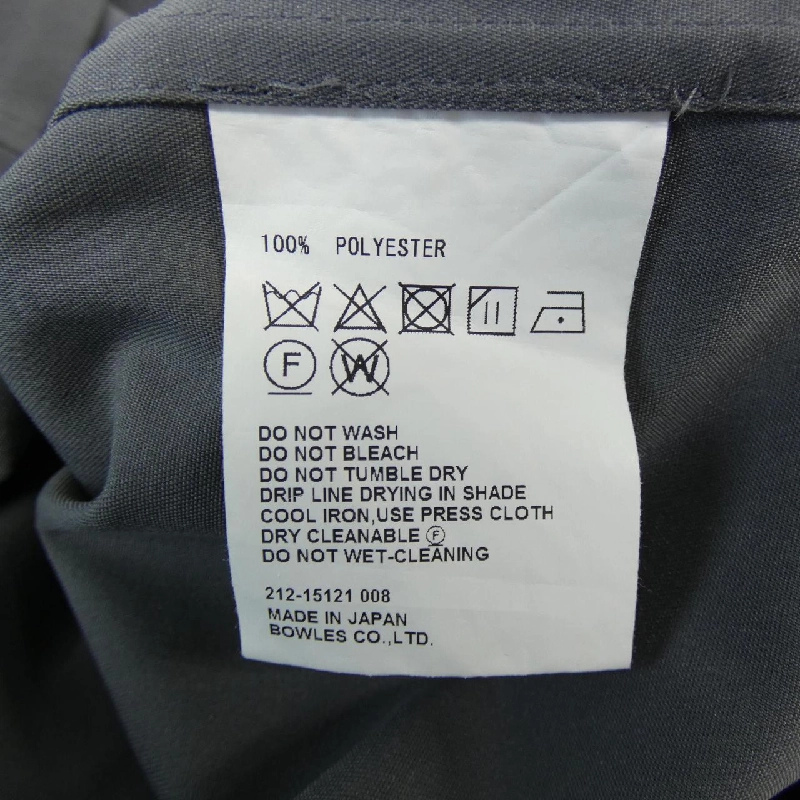 100% POLYESTER
F W
DO NOT WASH
DO NOT BLEACH
DO NOT TUMBLE DRY
DRIP LINE DRYING IN SHADE
COOL IRON,USE PRESS CLOTH
DRY CLEANABLE Ⓕ
DO NOT WET-CLEANING
212-15121 008
MADE IN JAPAN
BOWLES CO.,LTD.